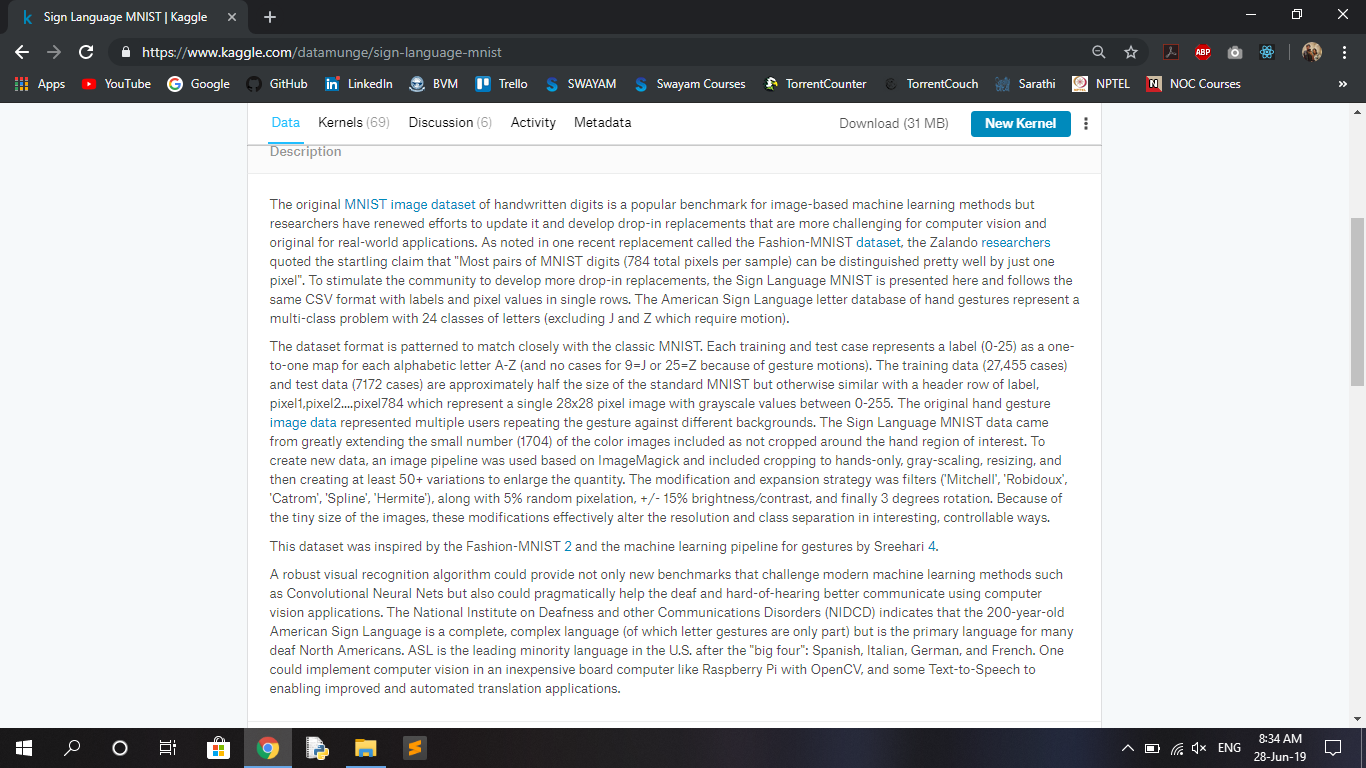 Sign Language MNIST | Kaggle
https://www.kaggle.com/datamunge/sign-language-mnist
ABP
Apps YouTube Google GitHub LinkedIn BVM Trello SWAYAM Swayam Courses TorrentCounter TorrentCouch Sarathi NPTEL NOC Courses »
Data Kernels (69) Discussion (6) Activity Metadata Download (31 MB) New Kernel
Description
The original MNIST image dataset of handwritten digits is a popular benchmark for image-based machine learning methods but
researchers have renewed efforts to update it and develop drop-in replacements that are more challenging for computer vision and
original for real-world applications. As noted in one recent replacement called the Fashion-MNIST dataset, the Zalando researchers
quoted the startling claim that "Most pairs of MNIST digits (784 total pixels per sample) can be distinguished pretty well by just one
pixel". To stimulate the community to develop more drop-in replacements, the Sign Language MNIST is presented here and follows the
same CSV format with labels and pixel values in single rows. The American Sign Language letter database of hand gestures represent a
multi-class problem with 24 classes of letters (excluding J and Z which require motion).
The dataset format is patterned to match closely with the classic MNIST. Each training and test case represents a label (0-25) as a one-
to-one map for each alphabetic letter A-Z (and no cases for 9=J or 25=Z because of gesture motions). The training data (27,455 cases)
and test data (7172 cases) are approximately half the size of the standard MNIST but otherwise similar with a header row of label,
pixel1,pixel2....pixel784 which represent a single 28x28 pixel image with grayscale values between 0-255. The original hand gesture
image data represented multiple users repeating the gesture against different backgrounds. The Sign Language MNIST data came
from greatly extending the small number (1704) of the color images included as not cropped around the hand region of interest. To
create new data, an image pipeline was used based on ImageMagick and included cropping to hands-only, gray-scaling, resizing, and
then creating at least 50+ variations to enlarge the quantity. The modification and expansion strategy was filters ('Mitchell', 'Robidoux',
'Catrom', 'Spline', 'Hermite'), along with 5% random pixelation, +/- 15% brightness/contrast, and finally 3 degrees rotation. Because of
the tiny size of the images, these modifications effectively alter the resolution and class separation in interesting, controllable ways.
This dataset was inspired by the Fashion-MNIST 2 and the machine learning pipeline for gestures by Sreehari 4.
A robust visual recognition algorithm could provide not only new benchmarks that challenge modern machine learning methods such
as Convolutional Neural Nets but also could pragmatically help the deaf and hard-of-hearing better communicate using computer
vision applications. The National Institute on Deafness and other Communications Disorders (NIDCD) indicates that the 200-year-old
American Sign Language is a complete, complex language (of which letter gestures are only part) but is the primary language for many
deaf North Americans. ASL is the leading minority language in the U.S. after the "big four": Spanish, Italian, German, and French. One
could implement computer vision in an inexpensive board computer like Raspberry Pi with OpenCV, and some Text-to-Speech to
enabling improved and automated translation applications.
ENG
8:34 AM
28-Jun-19